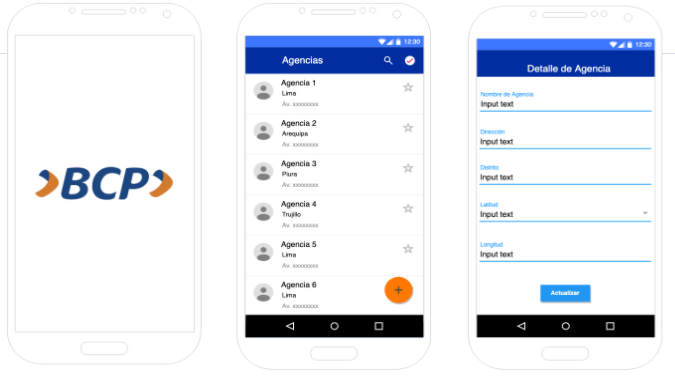 BCP
12:30
Agencias
Agencia 1
Lima
Av. xxxxxxxx
Agencia 2
Arequipa
Av. xxxxxxxx
Agencia 3
Piura
Av. xxxxxxxx
Agencia 4
Trujillo
Av. xxxxxxxx
Agencia 5
Lima
Av. xxxxxxxx
Agencia 6
Lima
Av. xxxxxxxx
+
12:30
Detalle de Agencia
Nombre de Agencia
Input text
Dirección
Input text
Distrito
Input text
Latitud
Input text
Longitud
Input text
Actualizar